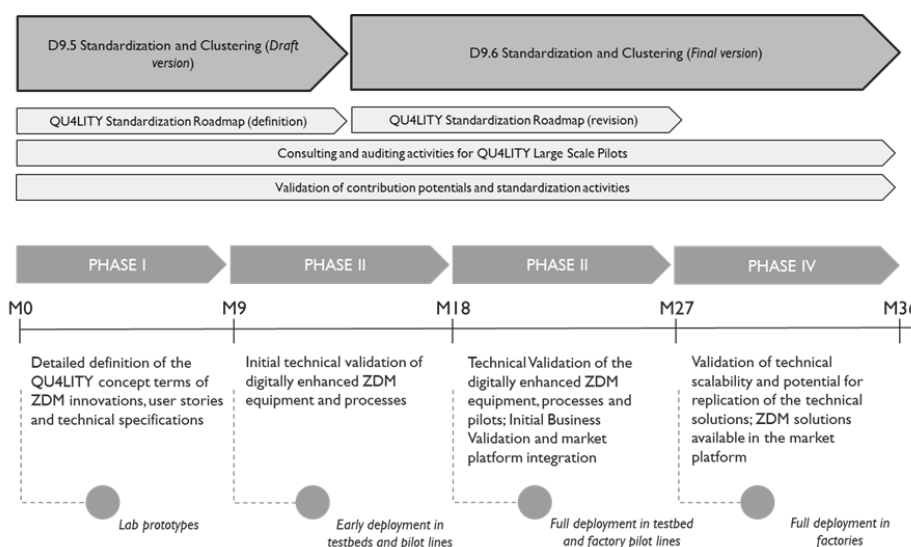 D9.5 Standardization and Clustering (Draft
version)
D9.6 Standardization and Clustering (Final version)
QU4LITY Standardization Roadmap (definition)
QU4LITY Standardization Roadmap (revision)
Consulting and auditing activities for QU4LITY Large Scale Pilots
Validation of contribution potentials and standardization activities
PHASE I
PHASE II
PHASE II
PHASE IV
M0
M9
M18
M27
M36
Detailed definition of the
QU4LITY concept terms of
ZDM innovations, user stories
and technical specifications
Initial technical validation of
digitally enhanced ZDM
equipment and processes
Technical Validation of the
digitally enhanced ZDM
equipment, processes and
pilots; Initial Business
Validation and market
platform integration
Validation of technical
scalability and potential for
replication of the technical
solutions; ZDM solutions
available in the market
platform
Lab prototypes
Early deployment in
testbeds and pilot lines
Full deployment in testbed
and factory pilot lines
Full deployment in
factories